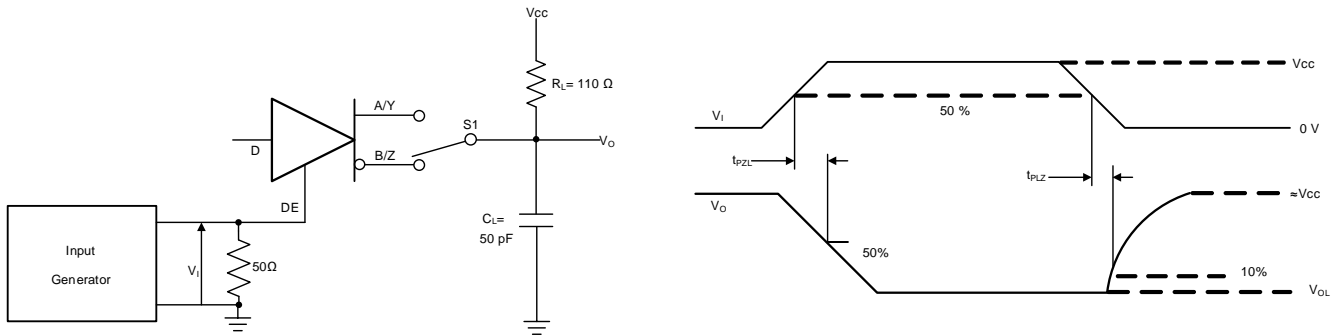 Vcc
RL= 110 Ω
A/Y
S1
VO
D
B/Z
DE
CL=
50 pF
Input
Generator
VI
50Ω
Vcc
50 %
VI
0 V
tPZL
tPLZ
≈Vcc
VO
50%
10%
VOL